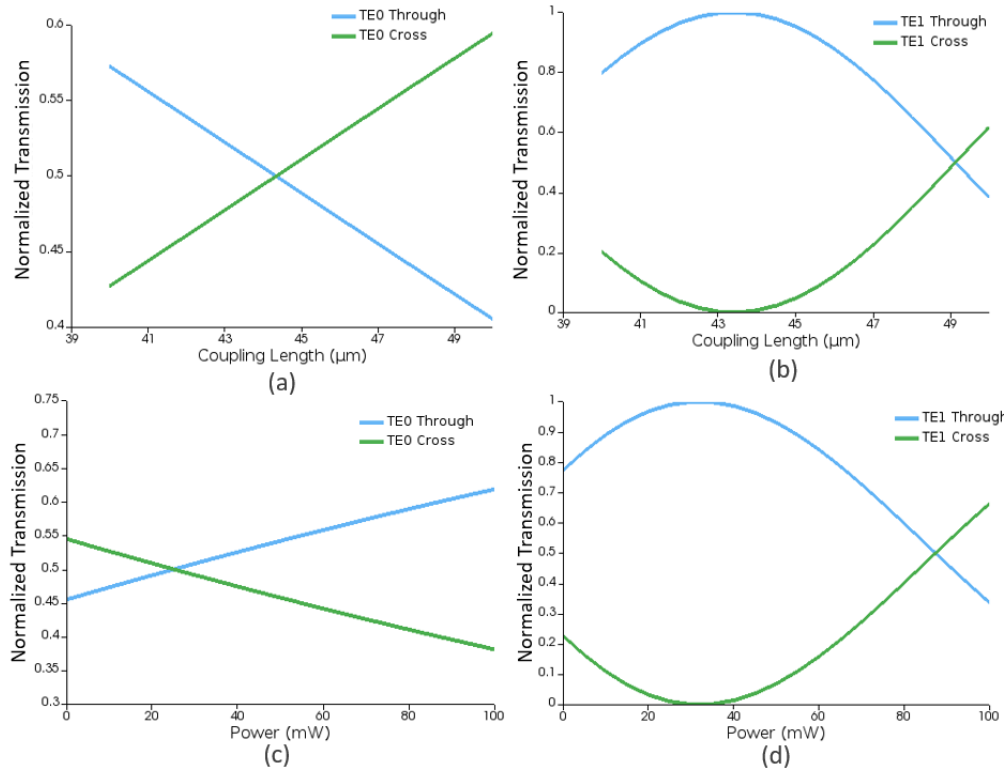 TE0 Through
TE0 Cross
Normalized Transmission
0.6
0.55
0.5
0.45
0.4
39
41
43
45
47
49
Coupling Length (μm)
(a)
TE1 Through
TE1 Cross
Normalized Transmission
1
0.8
0.6
0.4
0.2
0
39
41
43
45
47
49
Coupling Length (μm)
(b)
TE0 Through
TE0 Cross
Normalized Transmission
0.75
0.7
0.65
0.6
0.55
0.5
0.45
0.4
0.35
0.3
0
20
40
60
80
100
Power (mW)
(c)
TE1 Through
TE1 Cross
Normalized Transmission
1
0.9
0.8
0.7
0.6
0.5
0.4
0.3
0.2
0.1
0
0
20
40
60
80
100
Power (mW)
(d)